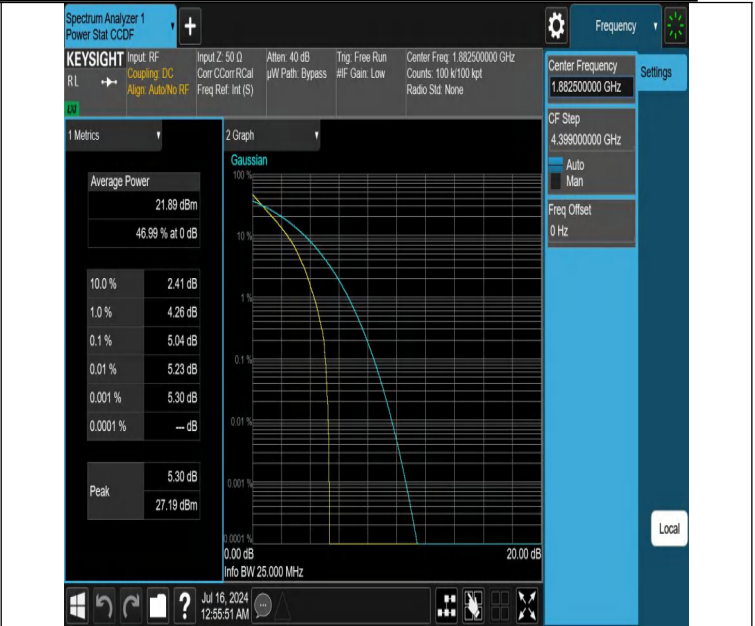 Spectrum Analyzer 1
Power Stat CCDF
+
Frequency
KEYSIGHT
RL
LXI
Input: RF
Coupling: DC
Align: Auto/No RF
Input Z: 50 Ω
Corr CCorr RCal
Freq Ref: Int (S)
Atten: 40 dB
µW Path: Bypass
Trig: Free Run
#IF Gain: Low
Center Freq: 1.882500000 GHz
Counts: 100 k/100 kpt
Radio Std: None
Center Frequency
1.882500000 GHz
Settings
CF Step
4.399000000 GHz
Auto
Man
Freq Offset
0 Hz
1 Metrics
Average Power
21.89 dBm
46.99 % at 0 dB
10.0 % 2.41 dB
1.0 % 4.26 dB
0.1 % 5.04 dB
0.01 % 5.23 dB
0.001 % 5.30 dB
0.0001 % --- dB
Peak
5.30 dB
27.19 dBm
2 Graph
Gaussian
100 %
10 %
1 %
0.1 %
0.01 %
0.001 %
0.0001 %
0.00 dB 20.00 dB
Info BW 25.000 MHz
Local
?
Jul 16, 2024
12:55:51 AM